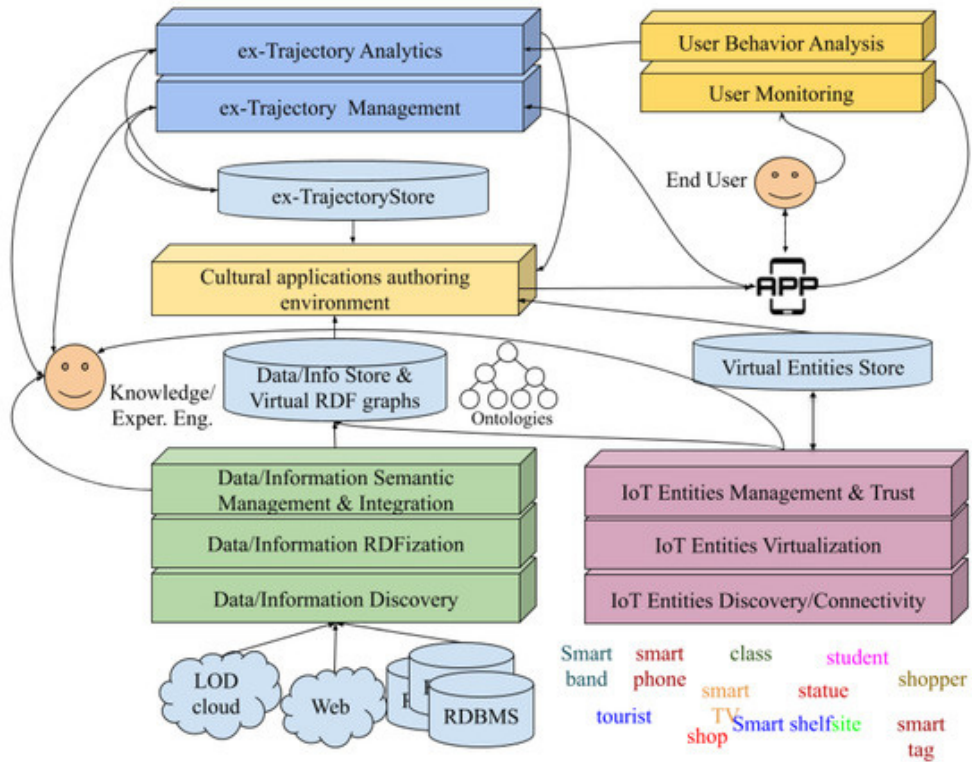 ex-Trajectory Analytics
User Behavior Analysis
ex-Trajectory Management
User Monitoring
End User
ex-TrajectoryStore
Cultural applications authoring
environment
APP
Knowledge/
Exper. Eng.
Data/Info Store &
Virtual RDF graphs
Ontologies
Virtual Entities Store
Data/Information Semantic
Management & Integration
Data/Information RDFization
Data/Information Discovery
IoT Entities Management & Trust
IoT Entities Virtualization
IoT Entities Discovery/Connectivity
LOD
cloud
Web
RDBMS
Smart
band
smart
phone
class
student
shopper
smart
TV
statue
tourist
shop
Smart shelf
site
smart
tag